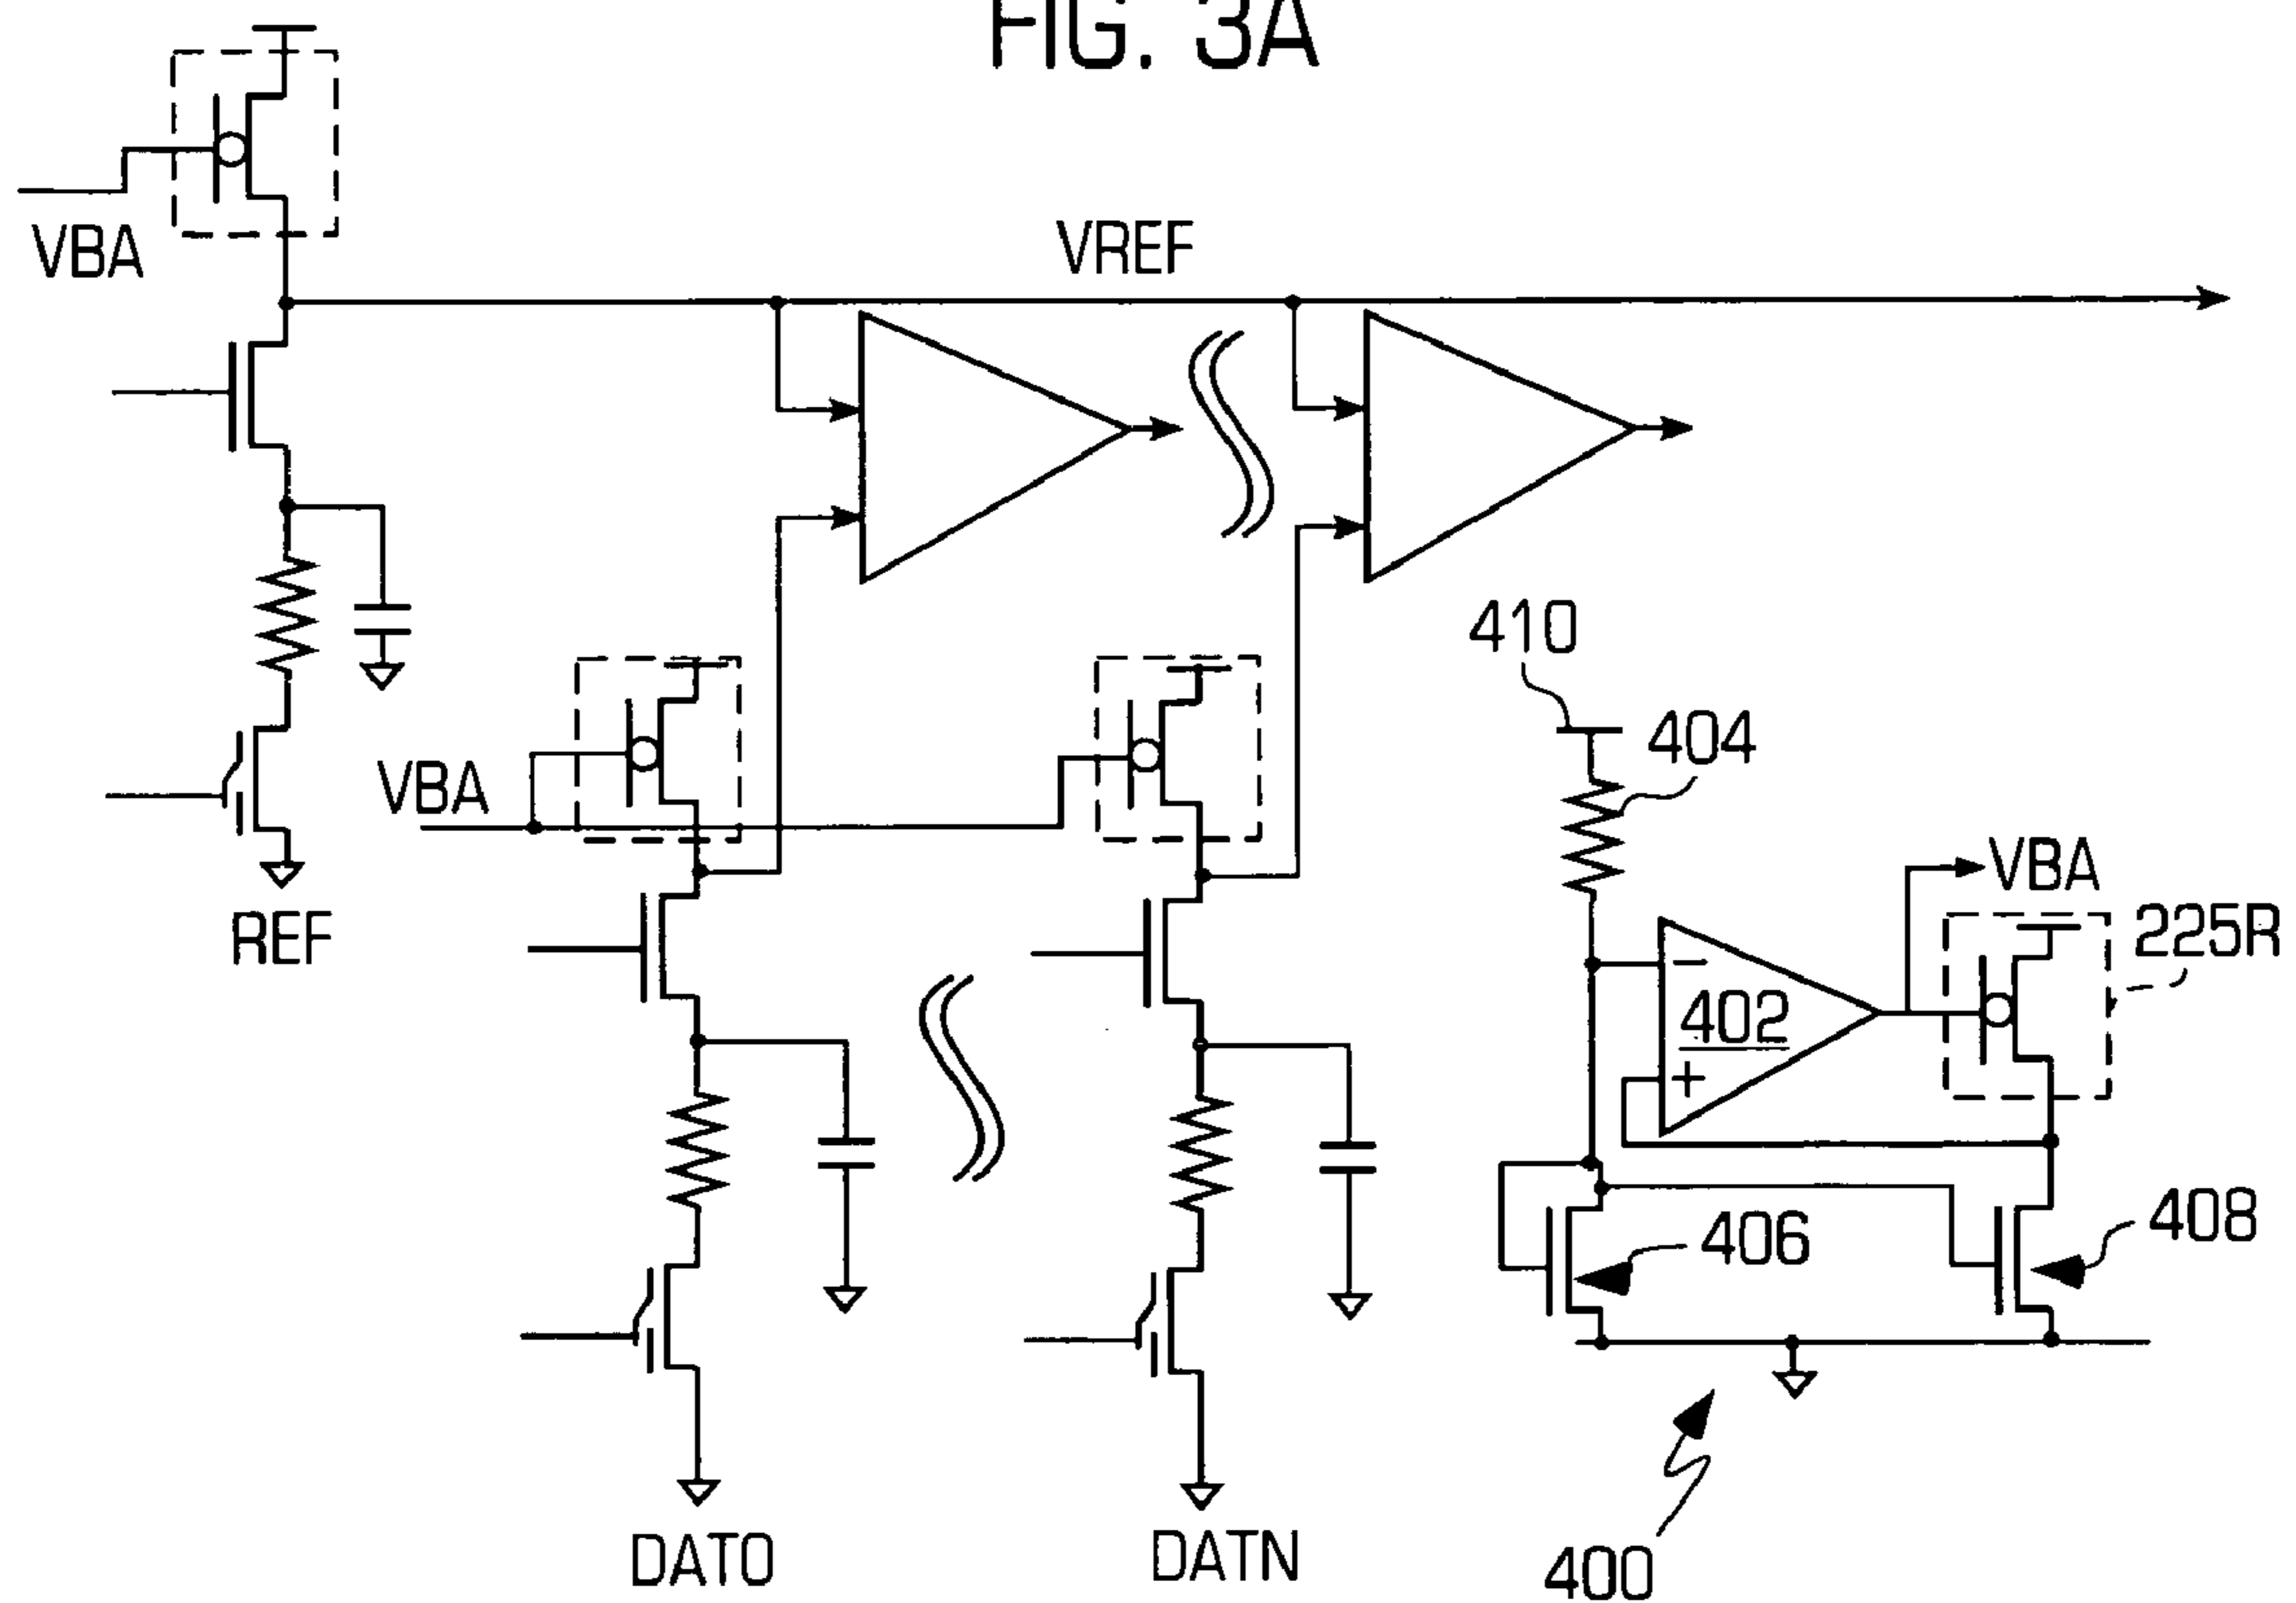 FIG. 3A
VBA
VREF
410
404
VBA
VBA
REF
225R
402
−
+
406
408
DAT0
DATN
400